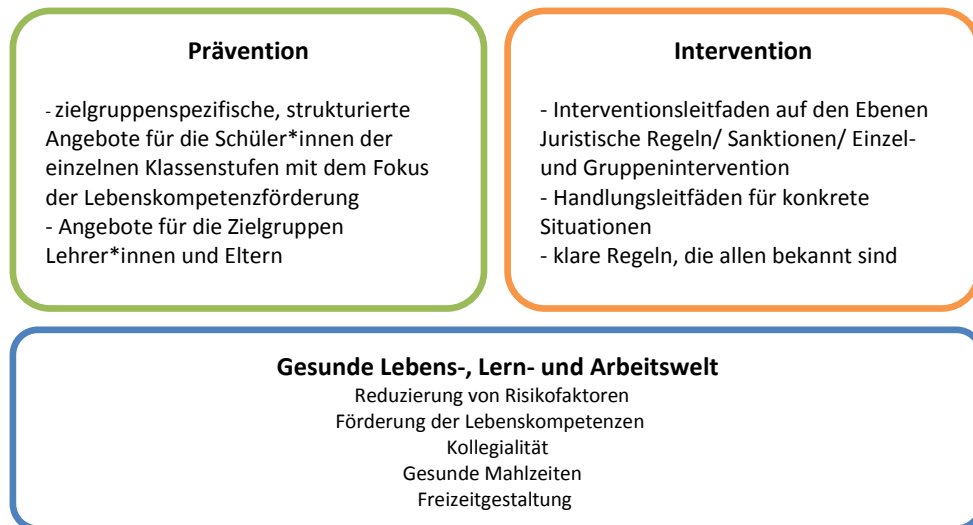 Prävention
- zielgruppenspezifische, strukturierte
Angebote für die Schüler*innen der
einzelnen Klassenstufen mit dem Fokus
der Lebenskompetenzförderung
- Angebote für die Zielgruppen
Lehrer*innen und Eltern
Intervention
- Interventionsleitfaden auf den Ebenen
Juristische Regeln/ Sanktionen/ Einzel-
und Gruppenintervention
- Handlungsleitfäden für konkrete
Situationen
- klare Regeln, die allen bekannt sind
Gesunde Lebens-, Lern- und Arbeitswelt
Reduzierung von Risikofaktoren
Förderung der Lebenskompetenzen
Kollegialität
Gesunde Mahlzeiten
Freizeitgestaltung